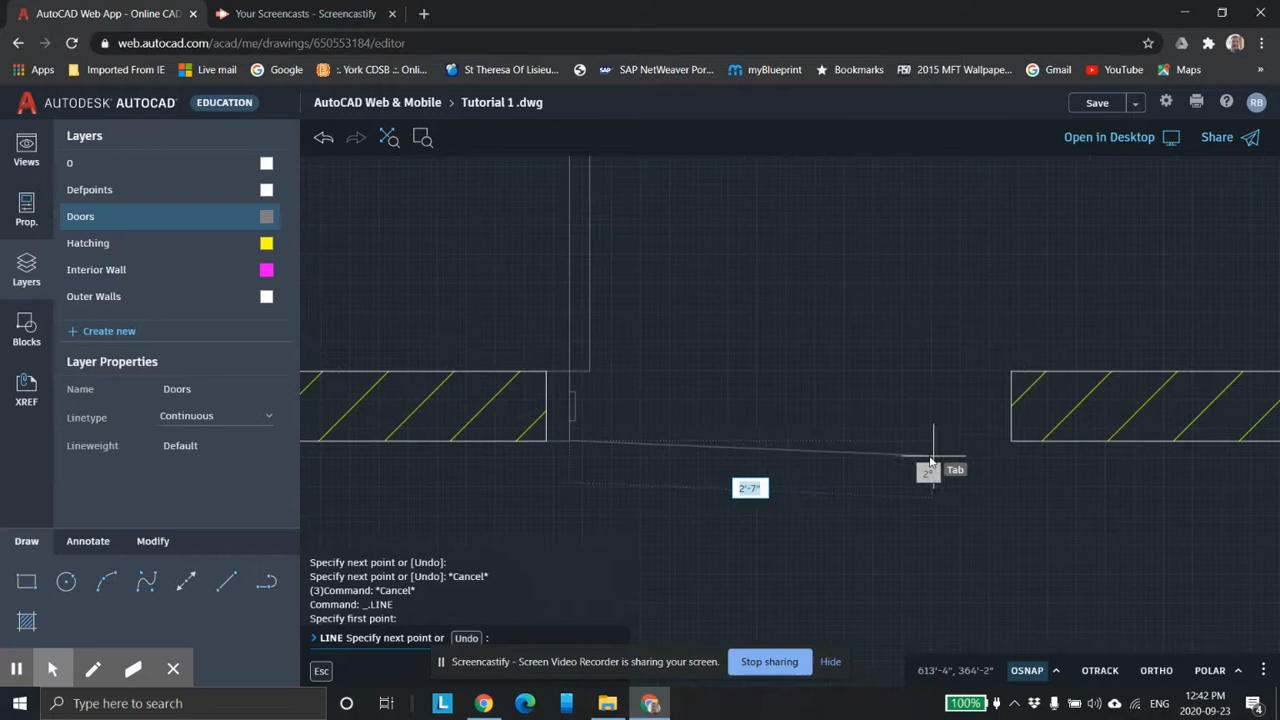 AutoCAD Web App - Online CAD
Your Screencasts - Screencastify
web.autocad.com/acad/me/drawings/650553184/editor
Apps
Imported From IE
Live mail
Google
: York CDSB :. Onli...
St Theresa Of Lisieu...
SAP NetWeaver Por...
myBlueprint
Bookmarks
2015 MFT Wallpape...
Gmail
YouTube
Maps
AUTODESK® AUTOCAD® EDUCATION
AutoCAD Web & Mobile > Tutorial 1 .dwg
Save
RB
Open in Desktop
Share
Views
Prop.
Layers
Blocks
XREF
Layers
0
Defpoints
Doors
Hatching
Interior Wall
Outer Walls
+ Create new
Layer Properties
Name Doors
Linetype Continuous
Lineweight Default
2°
Tab
2'-7"
Draw Annotate Modify
Specify next point or [Undo]:
Specify next point or [Undo]: *Cancel*
(3)Command: *Cancel*
Command: _.LINE
Specify first point:
> LINE Specify next point or Undo :
Esc
Screencastify - Screen Video Recorder is sharing your screen.
Stop sharing
Hide
613'-4", 364'-2"
OSNAP
OTRACK
ORTHO
POLAR
Type here to search
L
100%
12:42 PM
2020-09-23
4